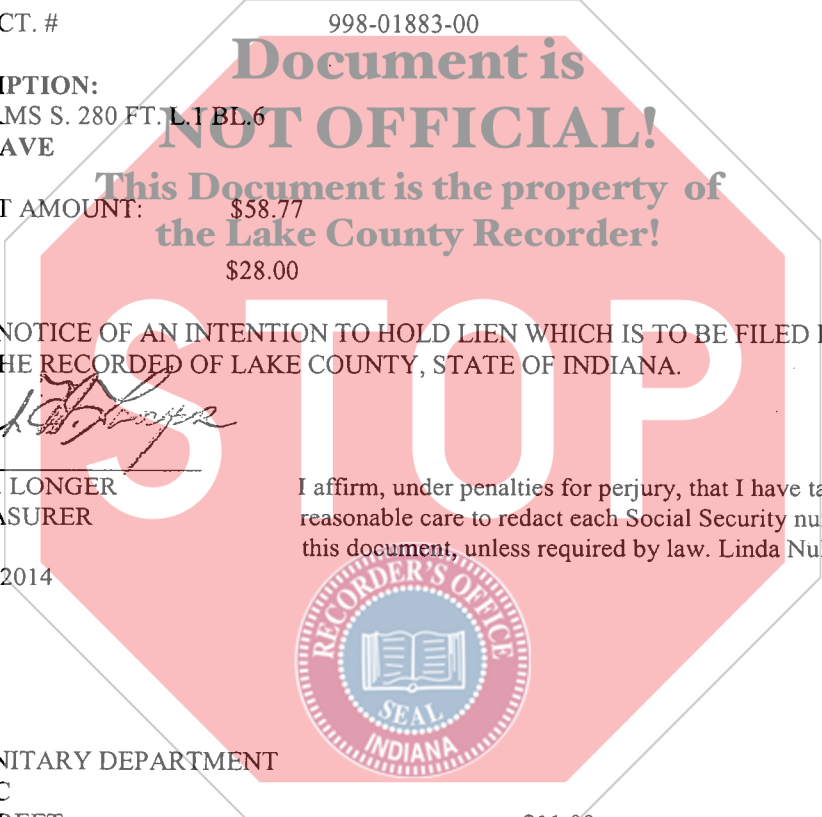 CT. # 998-01883-00
Document is
IPTION:
MS S. 280 FT. L.1 BL.6
NOT OFFICIAL!
AVE
This Document is the property of
T AMOUNT: $58.77
the Lake County Recorder!
$28.00
STOP
NOTICE OF AN INTENTION TO HOLD LIEN WHICH IS TO BE FILED
HE RECORDED OF LAKE COUNTY, STATE OF INDIANA.
LONGER
ASURER
I affirm, under penalties for perjury, that I have ta
reasonable care to redact each Social Security nu
this document, unless required by law. Linda Nu
2014
RECORDER'S OFFICE
SEAL
INDIANA
NITARY DEPARTMENT
C